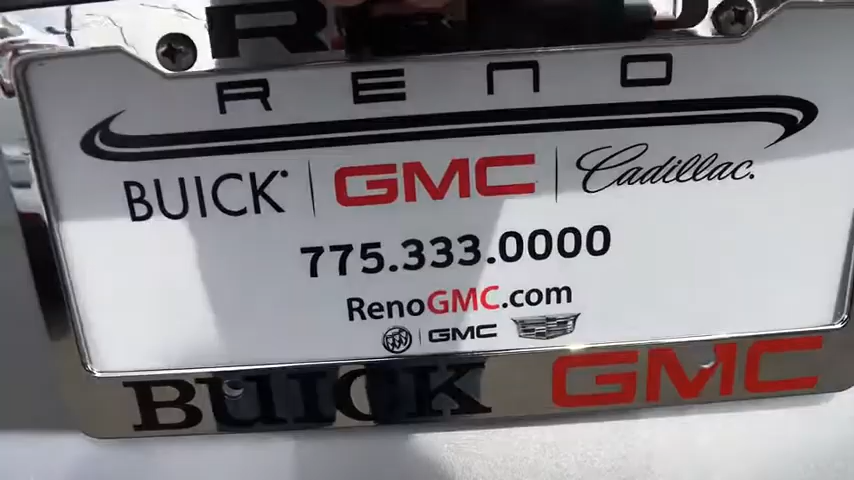 RENO
BUICK GMC Cadillac.
775.333.0000
RenoGMC.com
GMC
BUICK GMC